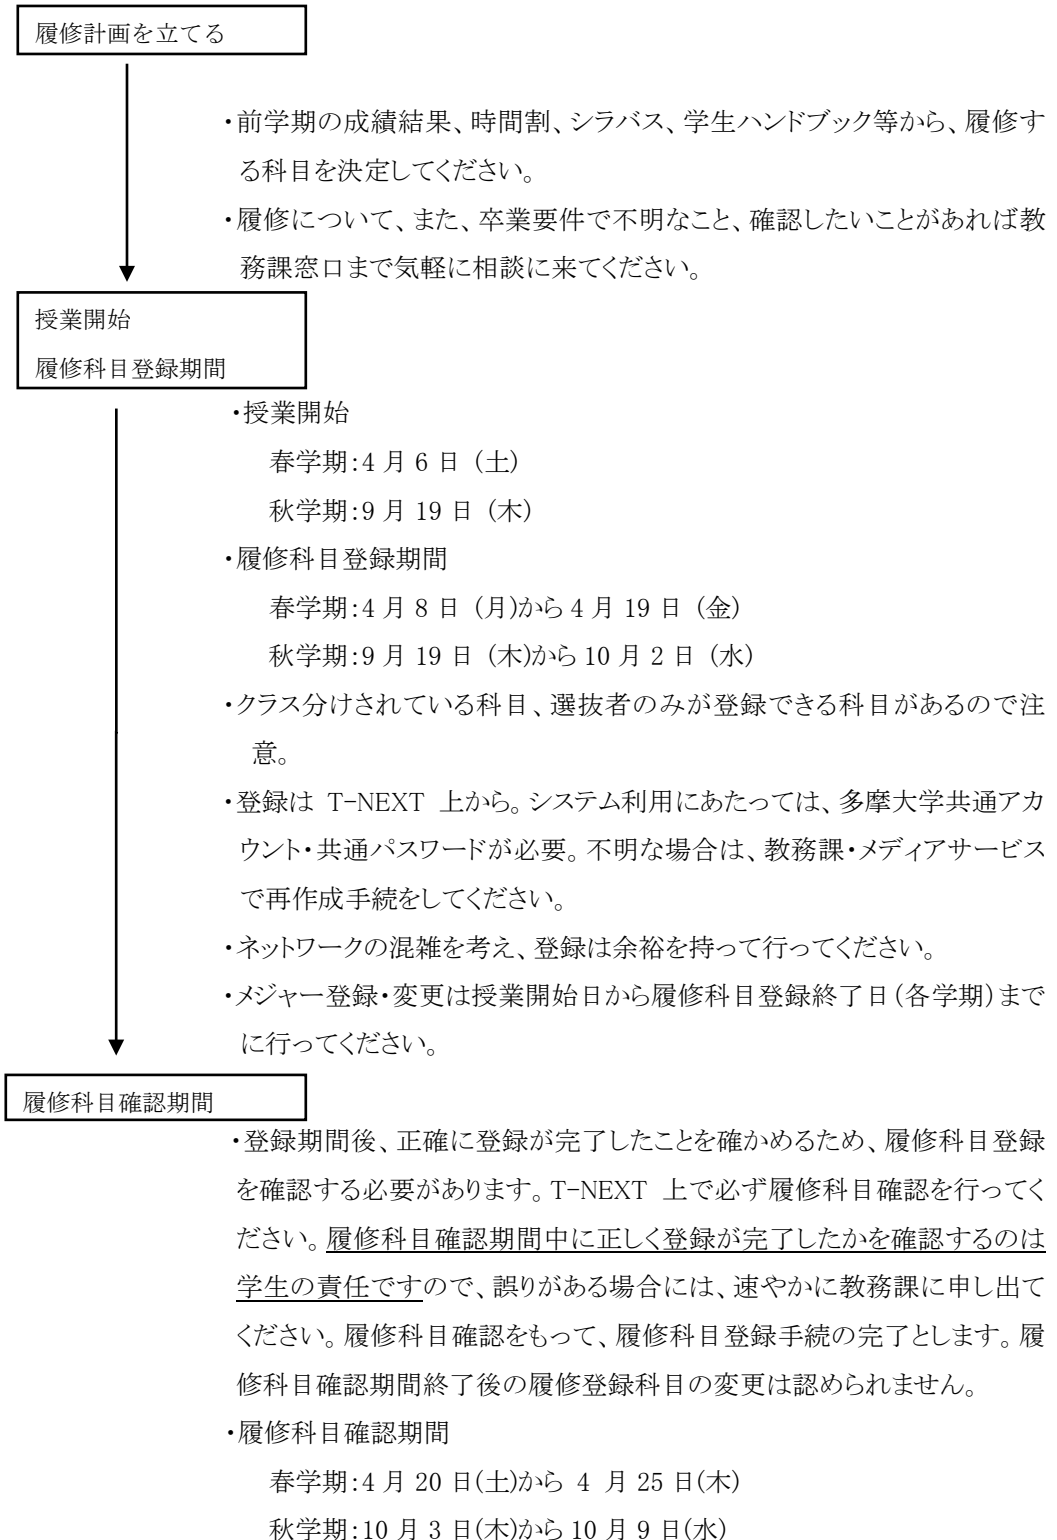 履修計画を立てる
・前学期の成績結果、時間割、シラバス、学生ハンドブック等から、履修す
る科目を決定してください。
・履修について、また、卒業要件で不明なこと、確認したいことがあれば教
務課窓口まで気軽に相談に来てください。
授業開始
履修科目登録期間
・授業開始
春学期:4 月 6 日 (土)
秋学期:9 月 19 日 (木)
・履修科目登録期間
春学期:4 月 8 日 (月)から 4 月 19 日 (金)
秋学期:9 月 19 日 (木)から 10 月 2 日 (水)
・クラス分けされている科目、選抜者のみが登録できる科目があるので注
意。
・登録は T-NEXT 上から。システム利用にあたっては、多摩大学共通アカ
ウント・共通パスワードが必要。不明な場合は、教務課・メディアサービス
で再作成手続をしてください。
・ネットワークの混雑を考え、登録は余裕を持って行ってください。
・メジャー登録・変更は授業開始日から履修科目登録終了日(各学期)まで
に行ってください。
履修科目確認期間
・登録期間後、正確に登録が完了したことを確かめるため、履修科目登録
を確認する必要があります。T-NEXT 上で必ず履修科目確認を行ってく
ださい。履修科目確認期間中に正しく登録が完了したかを確認するのは
学生の責任ですので、誤りがある場合には、速やかに教務課に申し出て
ください。履修科目確認をもって、履修科目登録手続の完了とします。履
修科目確認期間終了後の履修登録科目の変更は認められません。
・履修科目確認期間
春学期:4 月 20 日(土)から 4 月 25 日(木)
秋学期:10 月 3 日(木)から 10 月 9 日(水)